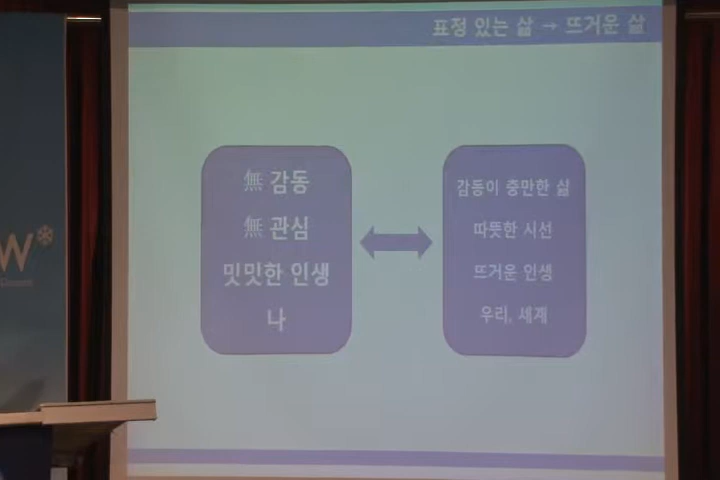 표정 있는 삶 → 뜨거운 삶
無 감동
無 관심
밋밋한 인생
나
감동이 충만한 삶
따뜻한 시선
뜨거운 인생
우리, 세계
W